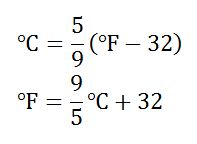 °C = 5/9 (°F − 32)
°F = 9/5 °C + 32